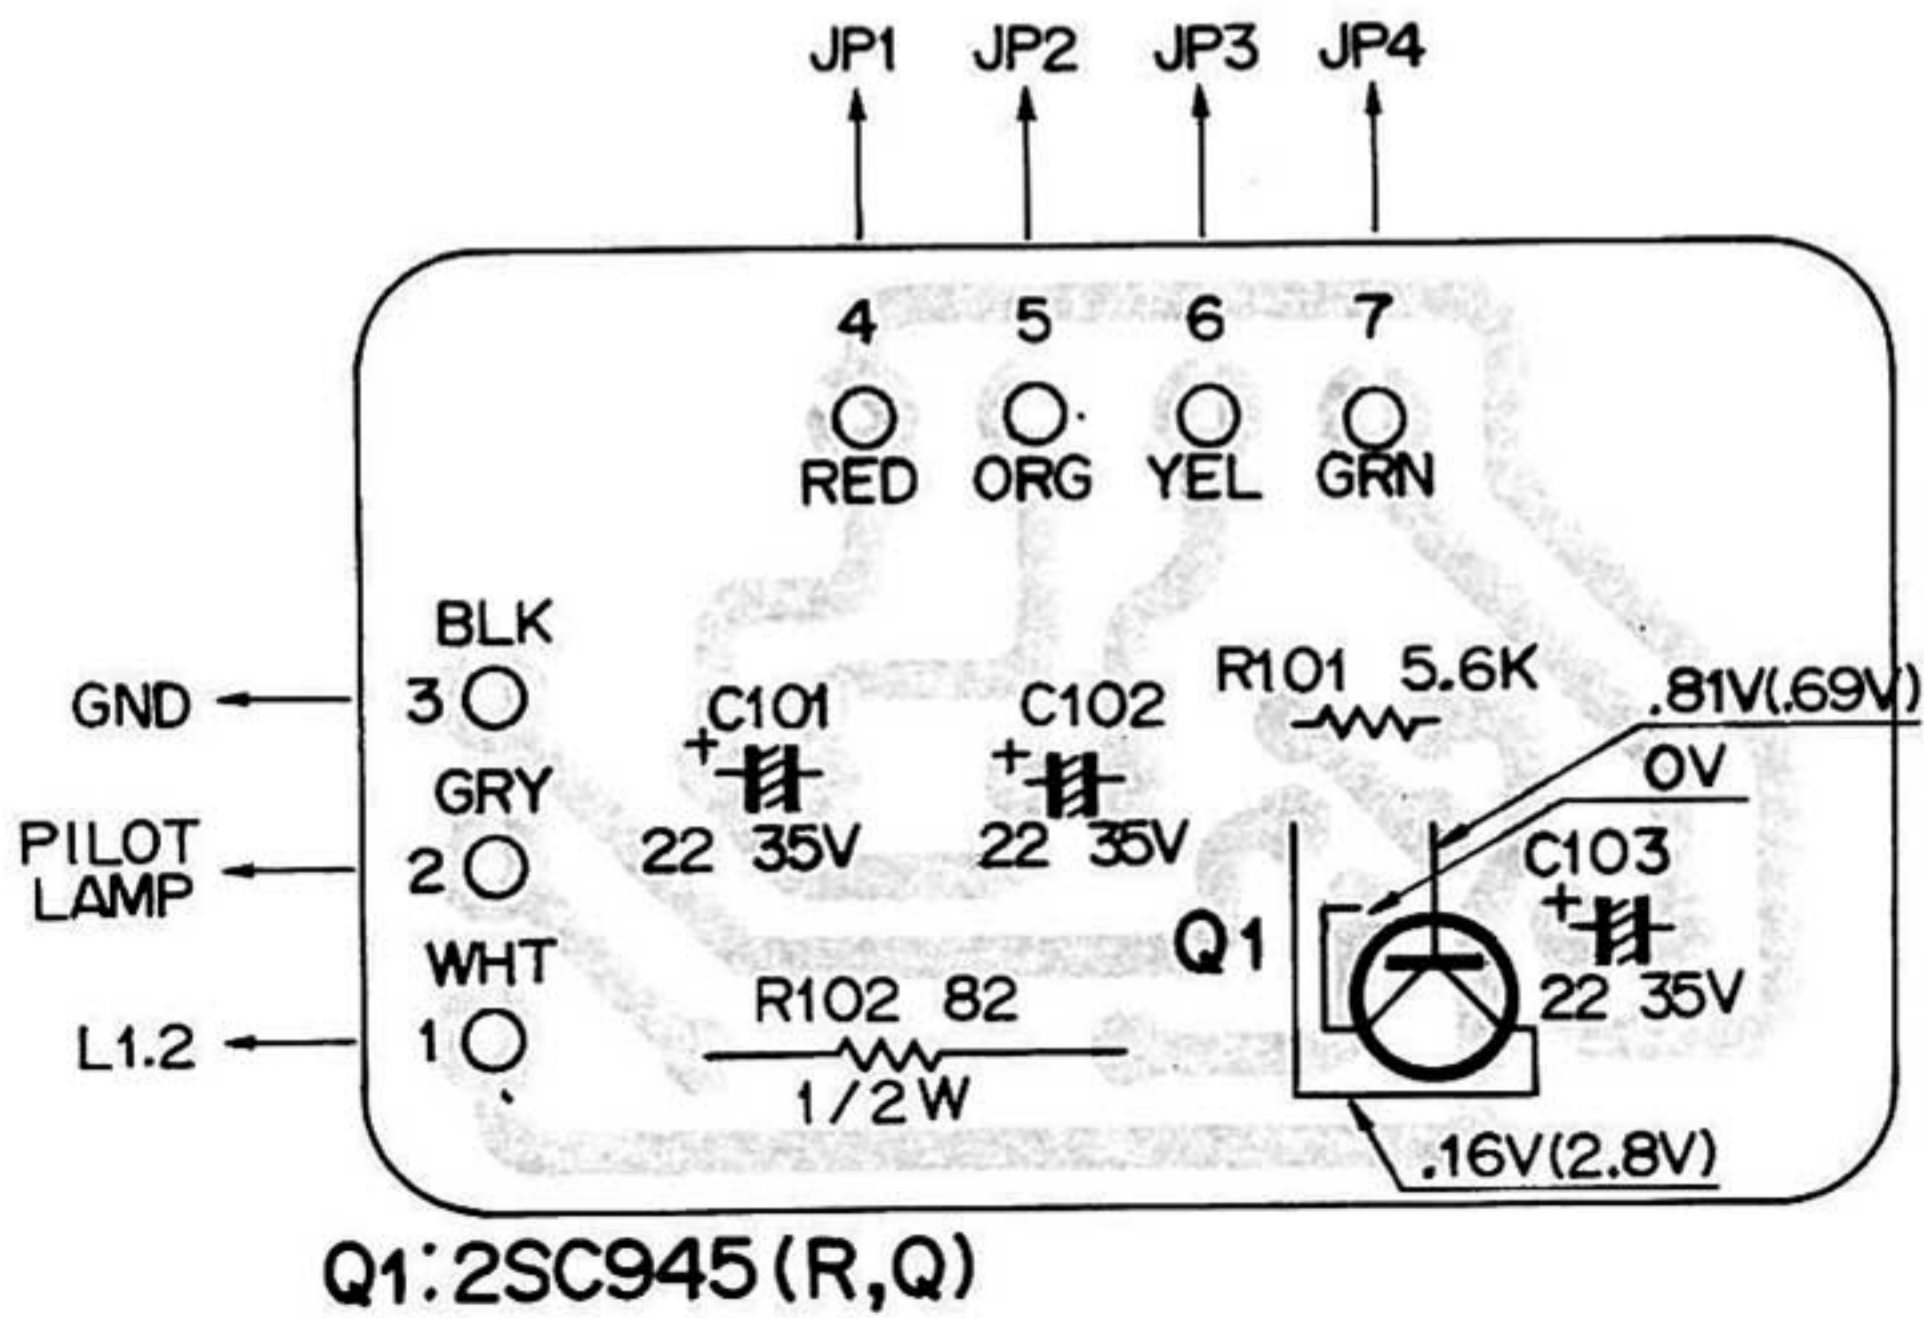 JP1 JP2 JP3 JP4
4 5 6 7
RED ORG YEL GRN
BLK
GND 3
R101 5.6K
.81V(.69V)
C101 C102
+ +
0V
GRY
PILOT
LAMP
2
22 35V 22 35V
C103
+
Q1
WHT
22 35V
R102 82
L1.2 1
1/2W
.16V(2.8V)
Q1:2SC945(R,Q)